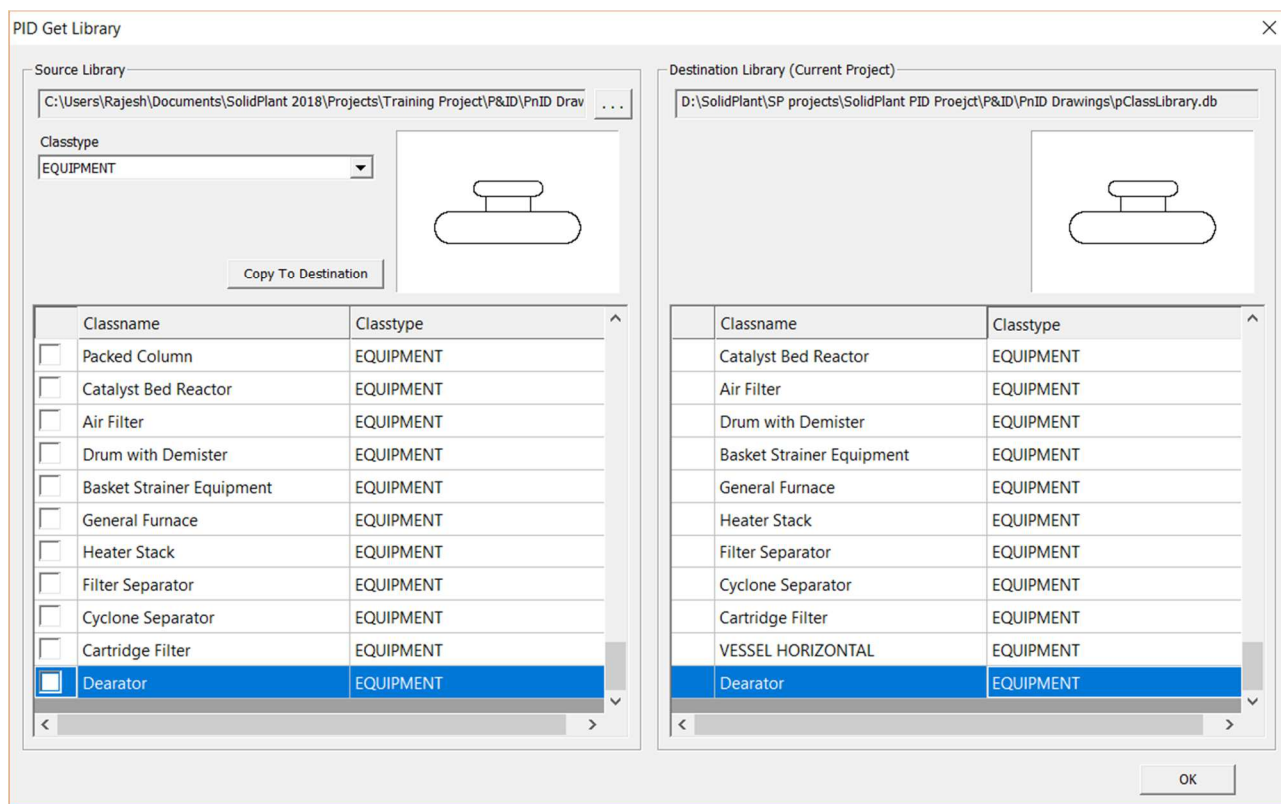 PID Get Library
Source Library
C:\Users\Rajesh\Documents\SolidPlant 2018\Projects\Training Project\P&ID\PnID Draw
...
Classtype
EQUIPMENT
Copy To Destination
Classname Classtype
Packed Column EQUIPMENT
Catalyst Bed Reactor EQUIPMENT
Air Filter EQUIPMENT
Drum with Demister EQUIPMENT
Basket Strainer Equipment EQUIPMENT
General Furnace EQUIPMENT
Heater Stack EQUIPMENT
Filter Separator EQUIPMENT
Cyclone Separator EQUIPMENT
Cartridge Filter EQUIPMENT
Dearator EQUIPMENT
Destination Library (Current Project)
D:\SolidPlant\SP projects\SolidPlant PID Proejct\P&ID\PnID Drawings\pClassLibrary.db
Classname Classtype
Catalyst Bed Reactor EQUIPMENT
Air Filter EQUIPMENT
Drum with Demister EQUIPMENT
Basket Strainer Equipment EQUIPMENT
General Furnace EQUIPMENT
Heater Stack EQUIPMENT
Filter Separator EQUIPMENT
Cyclone Separator EQUIPMENT
Cartridge Filter EQUIPMENT
VESSEL HORIZONTAL EQUIPMENT
Dearator EQUIPMENT
OK